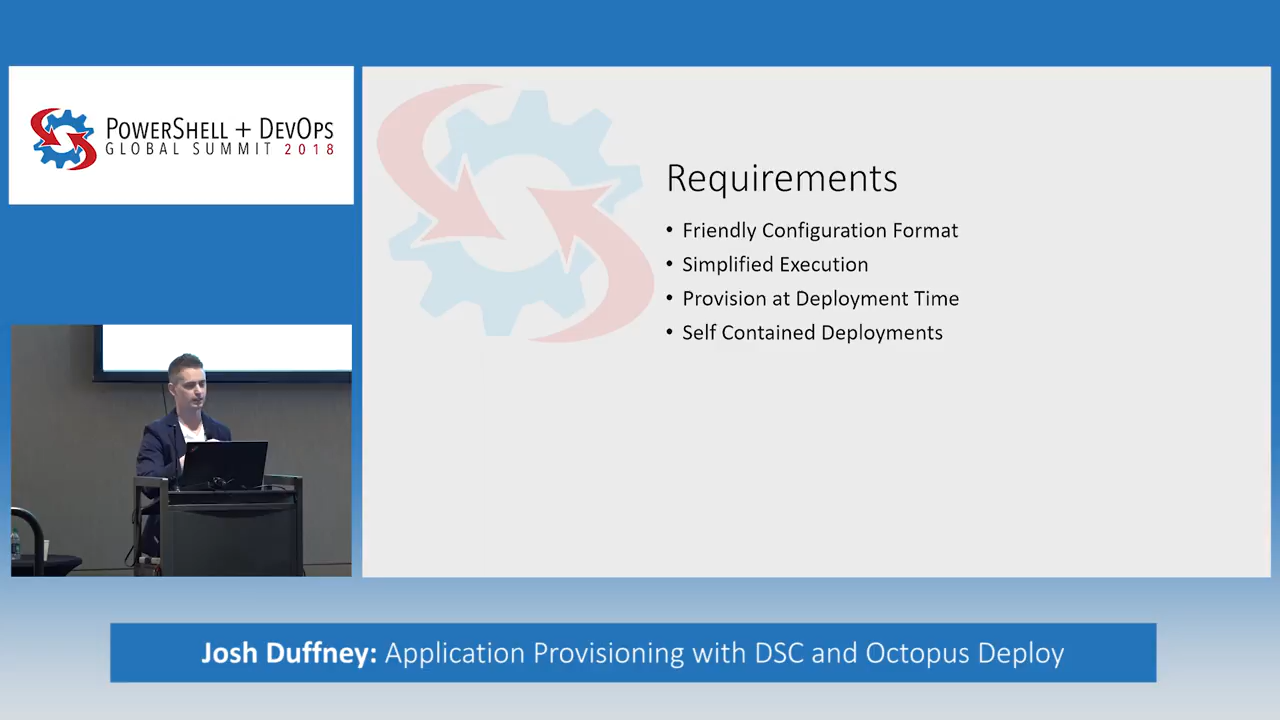 POWERSHELL + DEVOPS
GLOBAL SUMMIT 2018
Requirements
• Friendly Configuration Format
• Simplified Execution
• Provision at Deployment Time
• Self Contained Deployments
Josh Duffney: Application Provisioning with DSC and Octopus Deploy